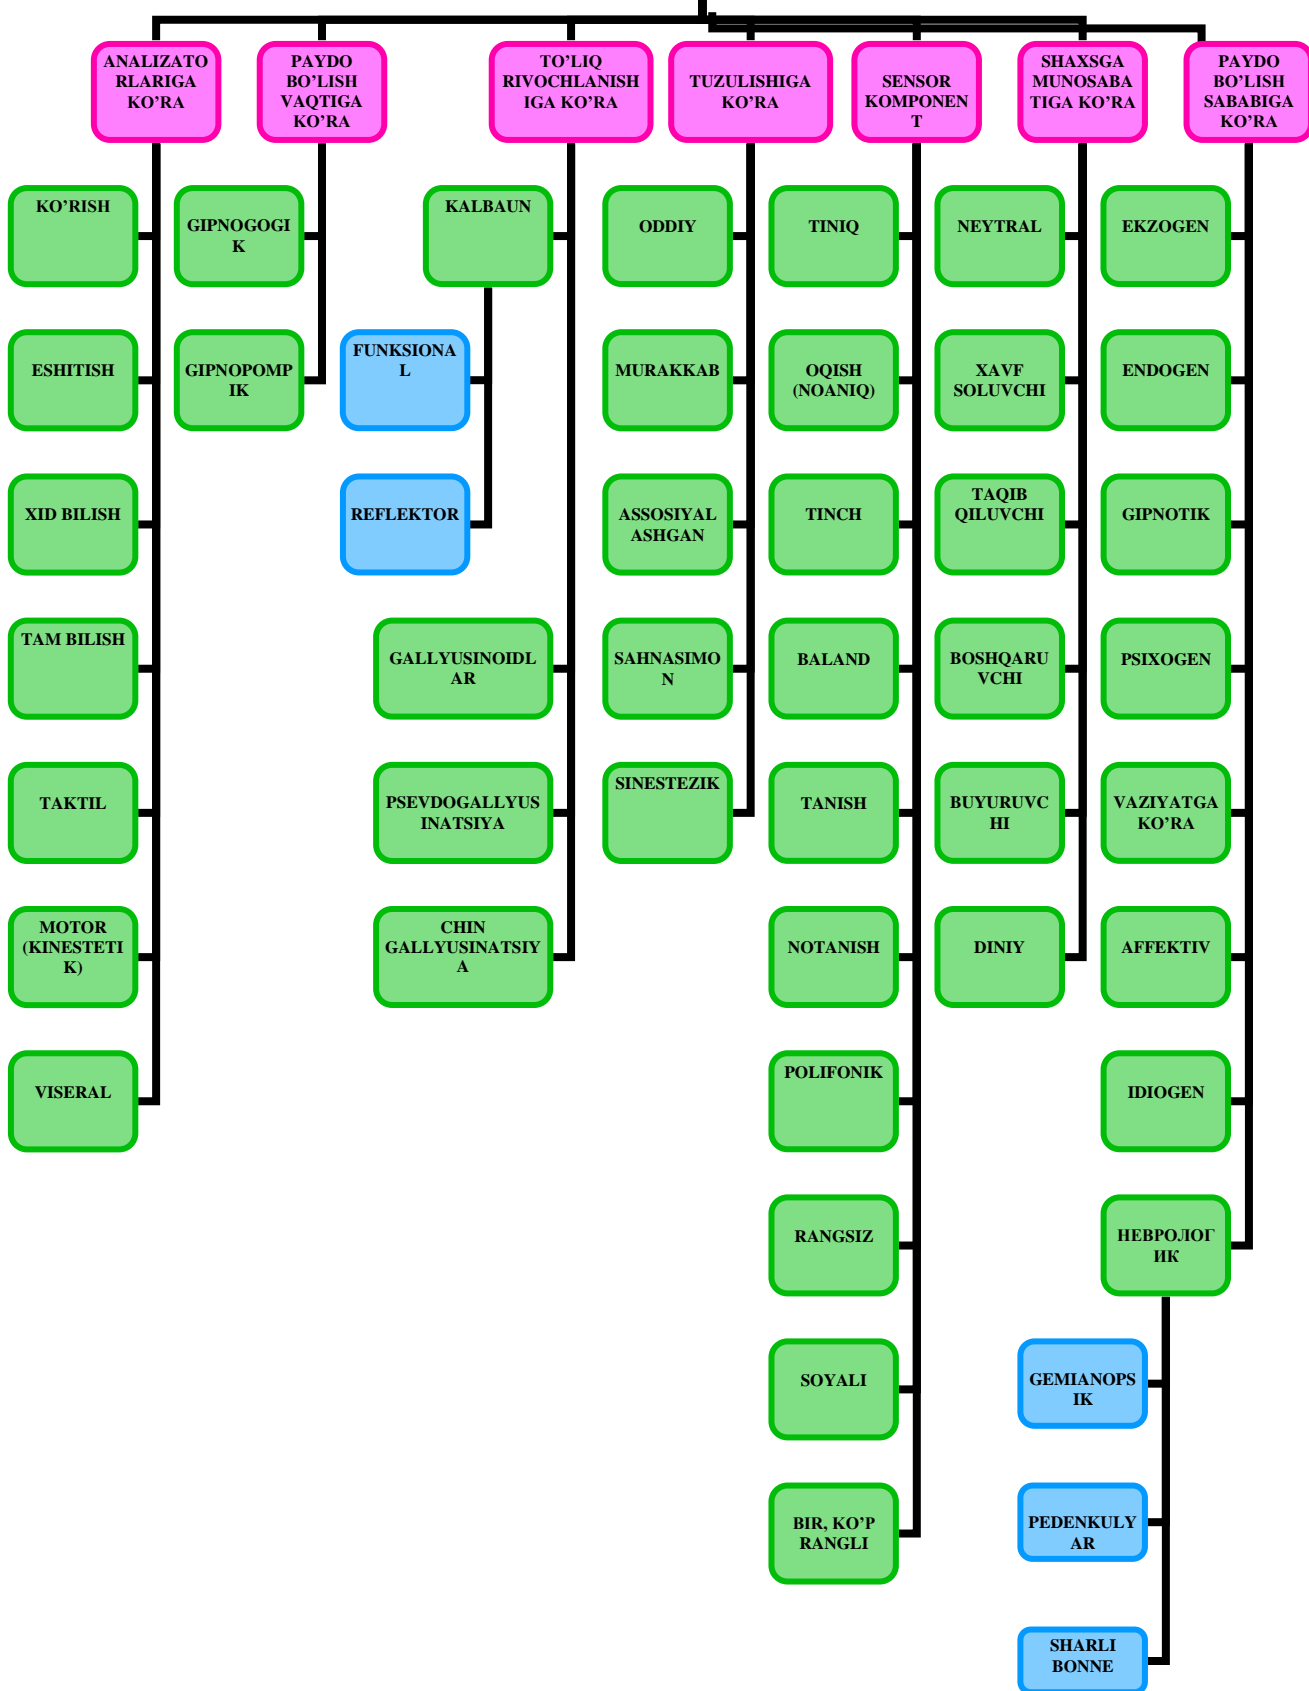 ANALIZATO
RLARIGA
KO’RA
PAYDO
BO’LISH
VAQTIGA
KO’RA
TO’LIQ
RIVOCHLANISH
IGA KO’RA
TUZULISHIGA
KO’RA
SENSOR
KOMPONEN
T
SHAXSGA
MUNOSABA
TIGA KO’RA
PAYDO
BO’LISH
SABABIGA
KO’RA
KO’RISH
ESHITISH
XID BILISH
TAM BILISH
TAKTIL
MOTOR
(KINESTETI
K)
VISERAL
GIPNOGOGI
K
GIPNOPOMP
IK
KALBAUN
FUNKSIONA
L
REFLEKTOR
GALLYUSINOIDL
AR
PSEVDOGALLYUS
INATSIYA
CHIN
GALLYUSINATSIY
A
ODDIY
MURAKKAB
ASSOSIYAL
ASHGAN
SAHNASIMO
N
SINESTEZIK
TINIQ
OQISH
(NOANIQ)
TINCH
BALAND
TANISH
NOTANISH
POLIFONIK
RANGSIZ
SOYALI
BIR, KO’P
RANGLI
NEYTRAL
XAVF
SOLUVCHI
TAQIB
QILUVCHI
BOSHQARU
VCHI
BUYURUVC
HI
DINIY
EKZOGEN
ENDOGEN
GIPNOTIK
PSIXOGEN
VAZIYATGA
KO’RA
AFFEKTIV
IDIOGEN
НЕВРОЛОГ
ИК
GEMIANOPS
IK
PEDENKULY
AR
SHARLI
BONNE